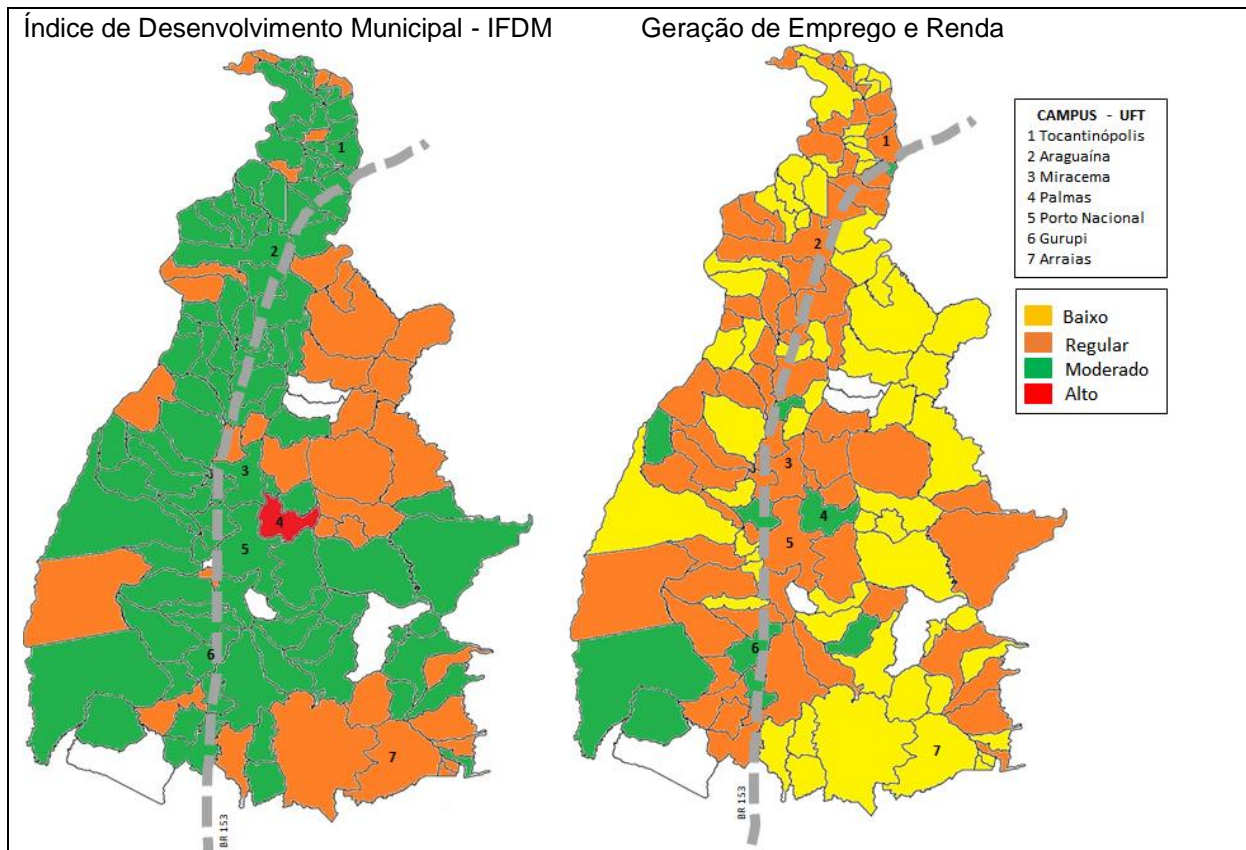 Índice de Desenvolvimento Municipal - IFDM
Geração de Emprego e Renda
1
2
3
4
5
6
7
BR 153
1
2
3
4
5
6
7
BR 153
CAMPUS - UFT
1 Tocantinópolis
2 Araguaína
3 Miracema
4 Palmas
5 Porto Nacional
6 Gurupi
7 Arraias
Baixo
Regular
Moderado
Alto